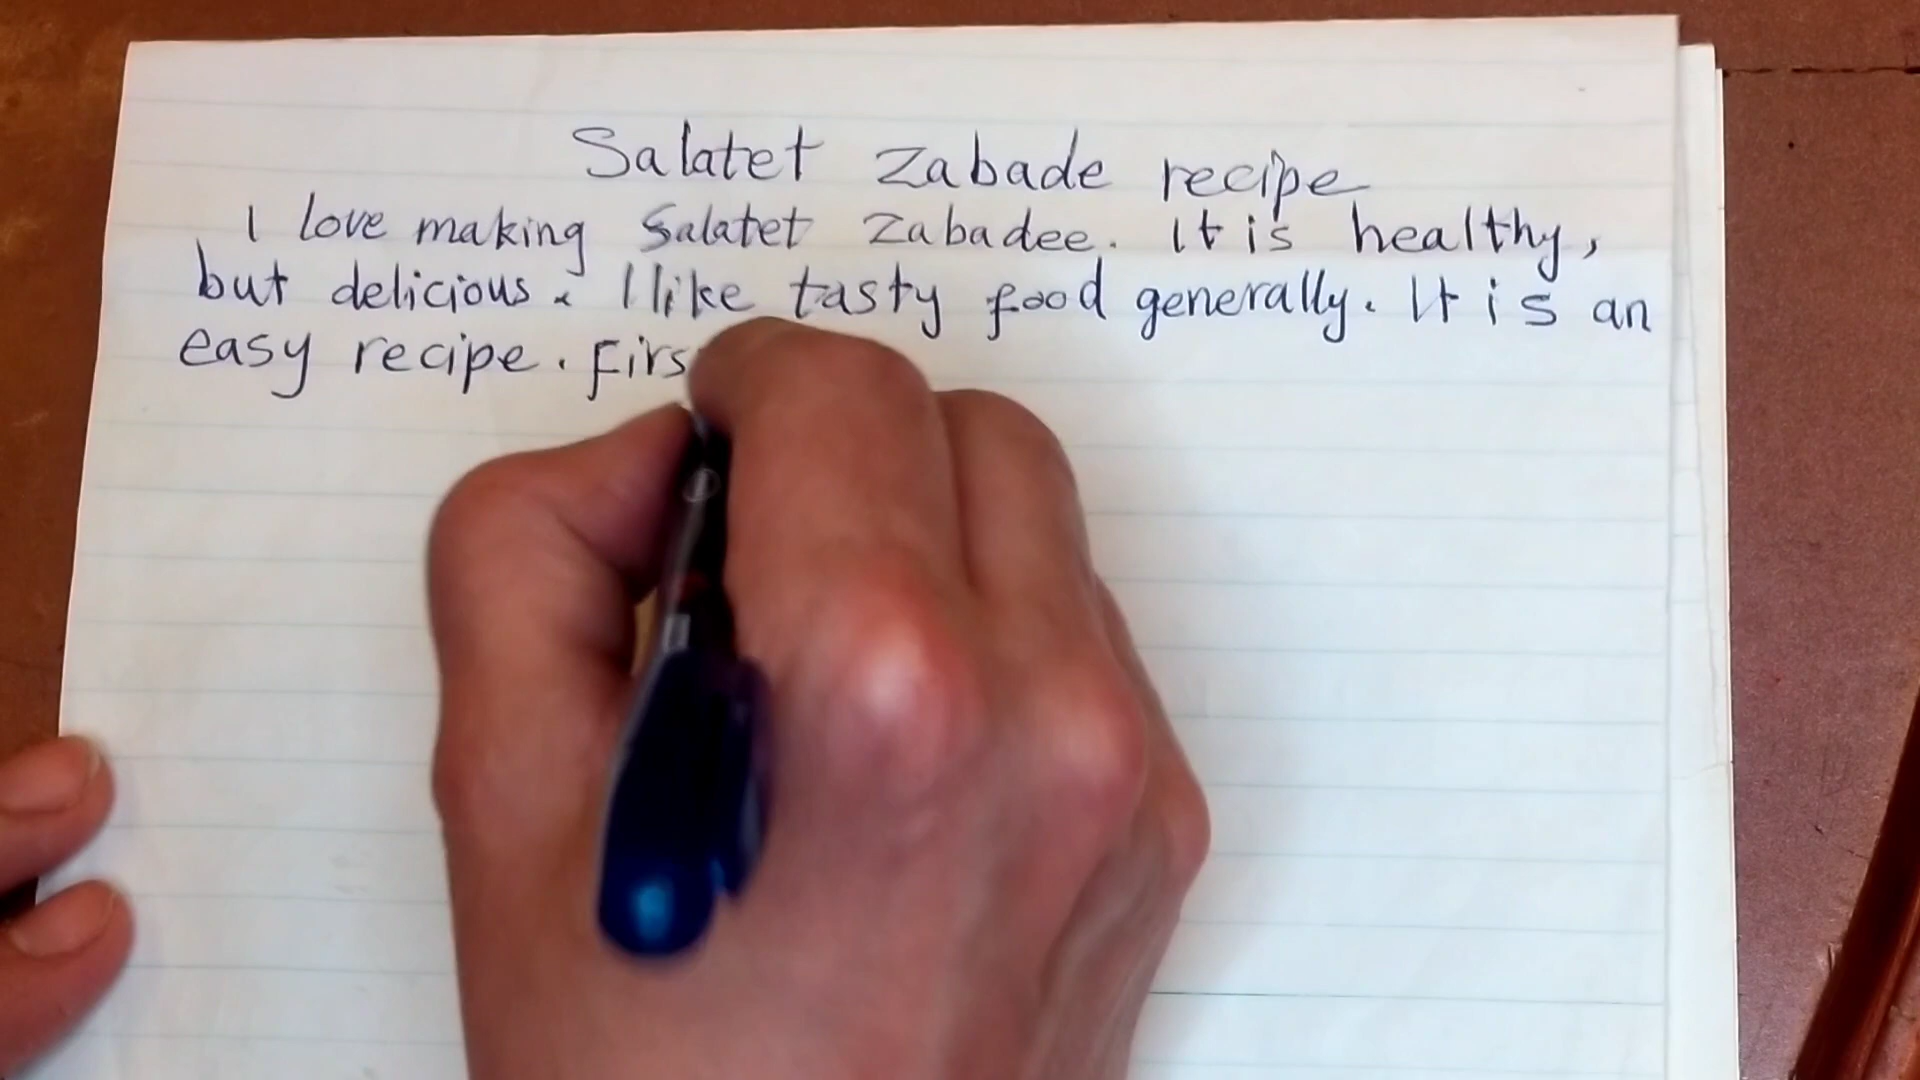 Salatet Zabade recipe
I love making Salatet Zabadee. It is healthy,
but delicious. I like tasty food generally. It is an
easy recipe. Firs